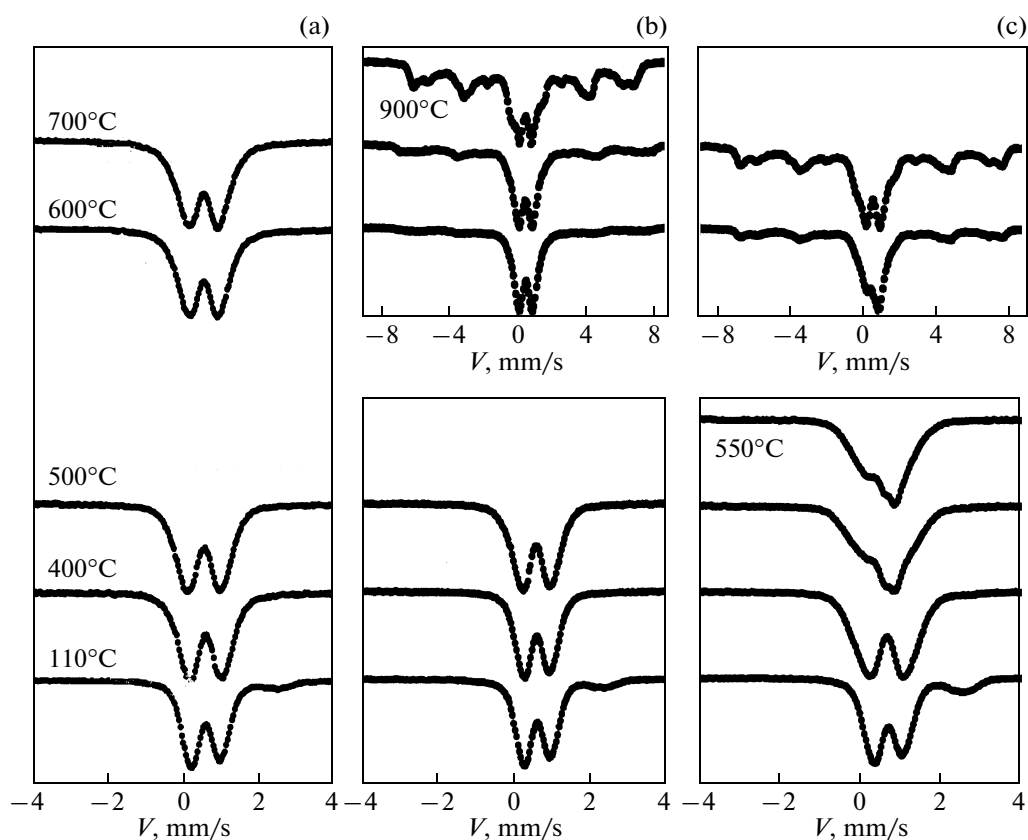 (a)
(b)
(c)
700°C
600°C
500°C
400°C
110°C
900°C
550°C
−8 −4 0 4 8
V, mm/s
−8 −4 0 4 8
V, mm/s
−4 −2 0 2 4
V, mm/s
−4 −2 0 2 4
V, mm/s
−4 −2 0 2 4
V, mm/s